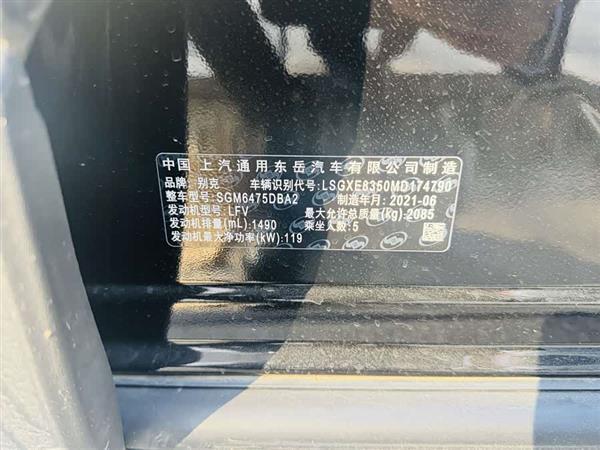 中国 上汽通用东岳汽车有限公司制造
品牌:别克 车辆识别代号:LSGXE8350MD174790
整车型号:SGM6475DBA2 制造年月:2021-06
发动机型号:LFV 最大允许总质量(kg):2085
发动机排量(mL):1490 乘坐人数:5
发动机最大净功率(kW):119